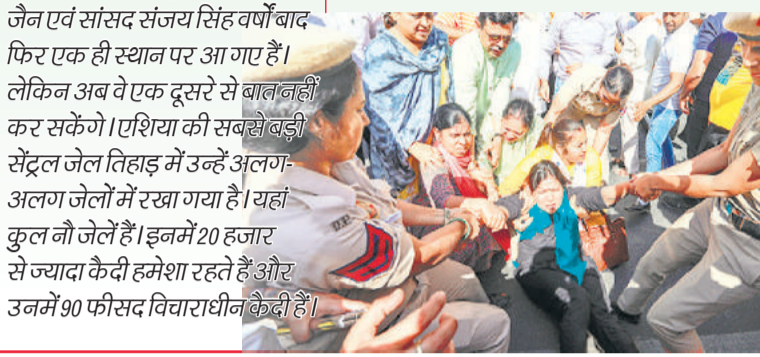 जैन एवं सांसद संजय सिंह वर्षों बाद
फिर एक ही स्थान पर आ गए हैं।
लेकिन अब वे एक दूसरे से बात नहीं
कर सकेंगे। एशिया की सबसे बड़ी
सेंट्रल जेल तिहाड़ में उन्हें अलग-
अलग जेलों में रखा गया है। यहां
कुल नौ जेलें हैं। इनमें 20 हजार
से ज्यादा कैदी हमेशा रहते हैं और
उनमें 90 फीसद विचाराधीन कैदी हैं।
D.P.